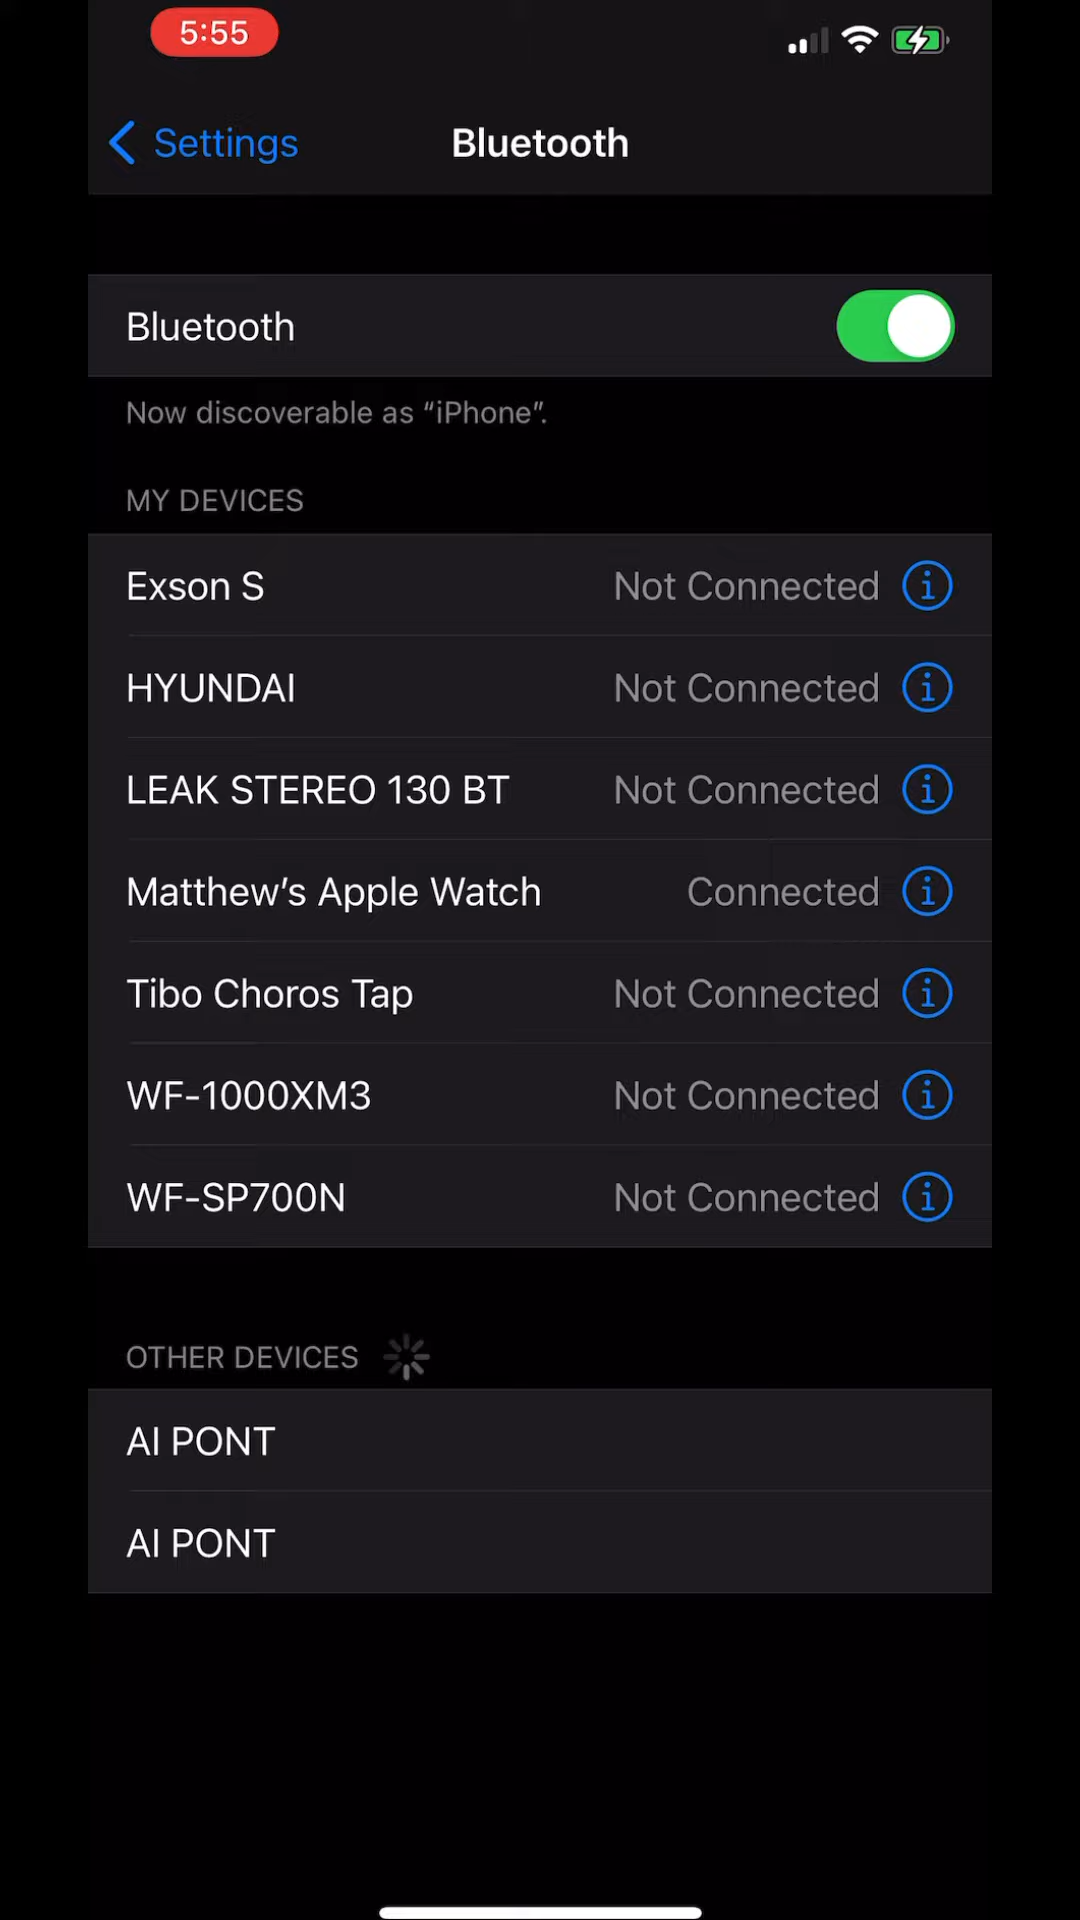 5:55
Settings
Bluetooth
Bluetooth
Now discoverable as “iPhone”.
MY DEVICES
Exson S Not Connected
HYUNDAI Not Connected
LEAK STEREO 130 BT Not Connected
Matthew’s Apple Watch Connected
Tibo Choros Tap Not Connected
WF-1000XM3 Not Connected
WF-SP700N Not Connected
OTHER DEVICES
AI PONT
AI PONT